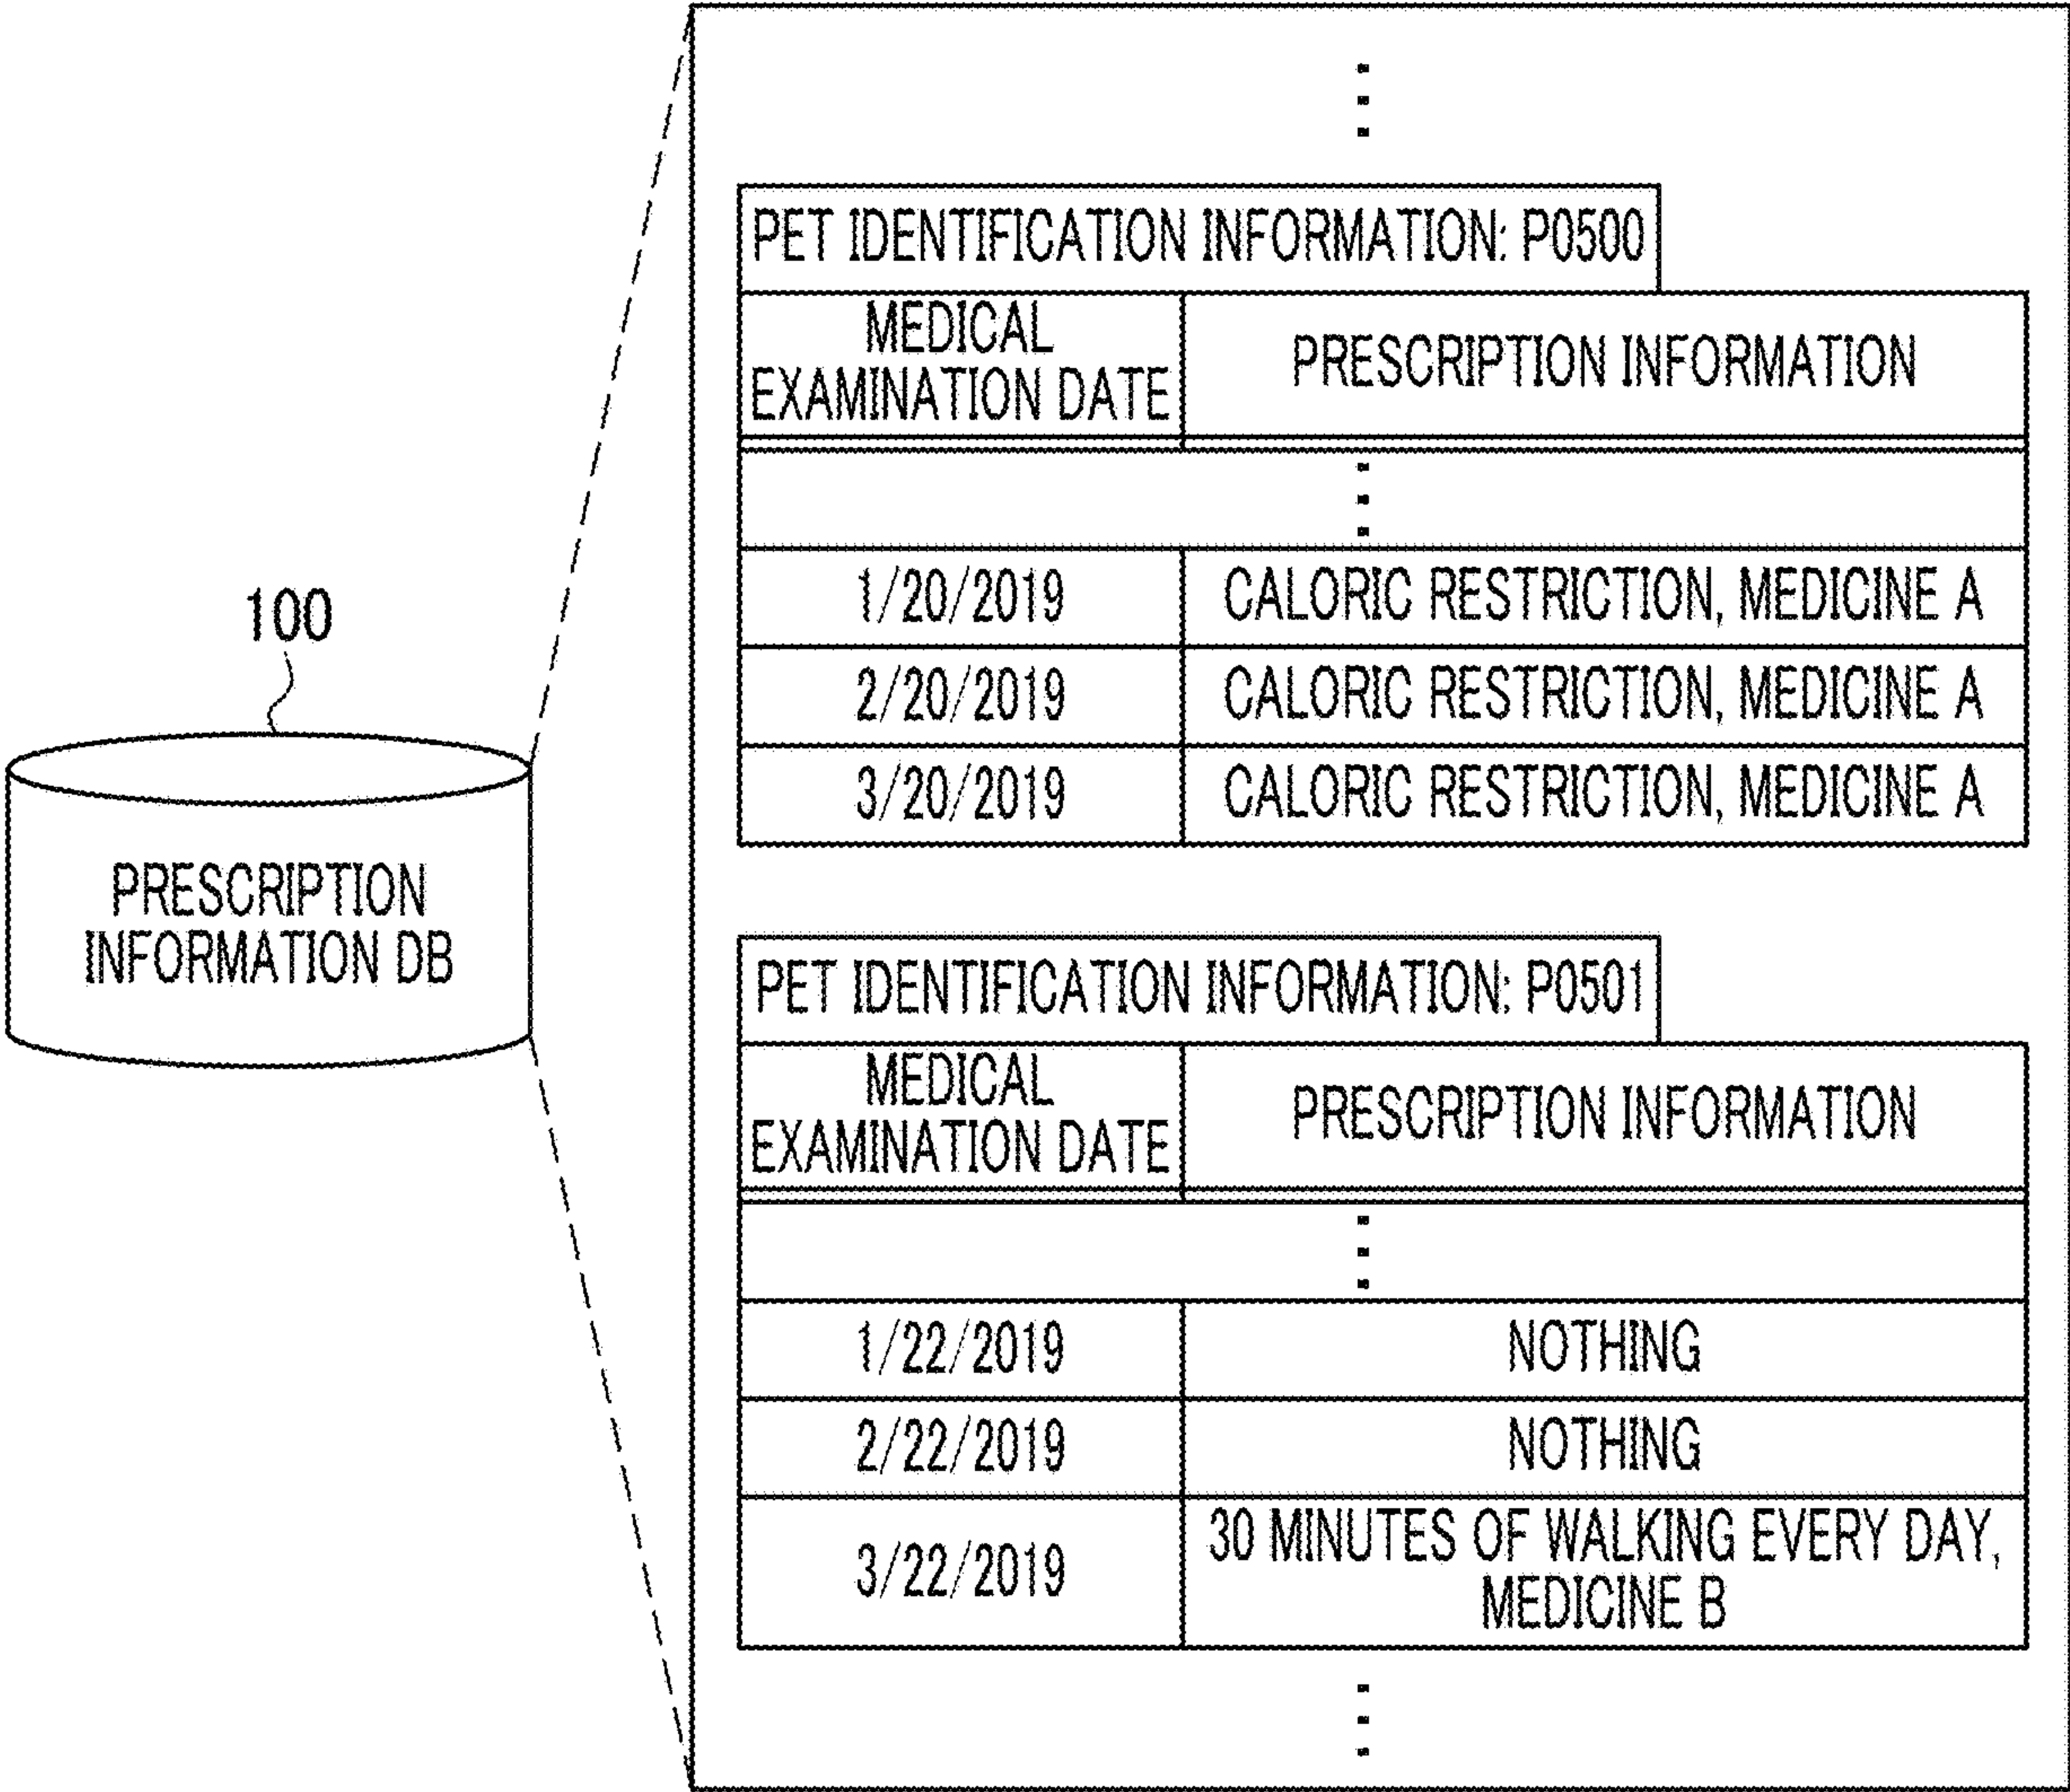 100
PRESCRIPTION
INFORMATION DB
PET IDENTIFICATION INFORMATION: P0500
MEDICAL
EXAMINATION DATE
PRESCRIPTION INFORMATION
1/20/2019 CALORIC RESTRICTION, MEDICINE A
2/20/2019 CALORIC RESTRICTION, MEDICINE A
3/20/2019 CALORIC RESTRICTION, MEDICINE A
PET IDENTIFICATION INFORMATION: P0501
MEDICAL
EXAMINATION DATE
PRESCRIPTION INFORMATION
1/22/2019 NOTHING
2/22/2019 NOTHING
3/22/2019
30 MINUTES OF WALKING EVERY DAY,
MEDICINE B